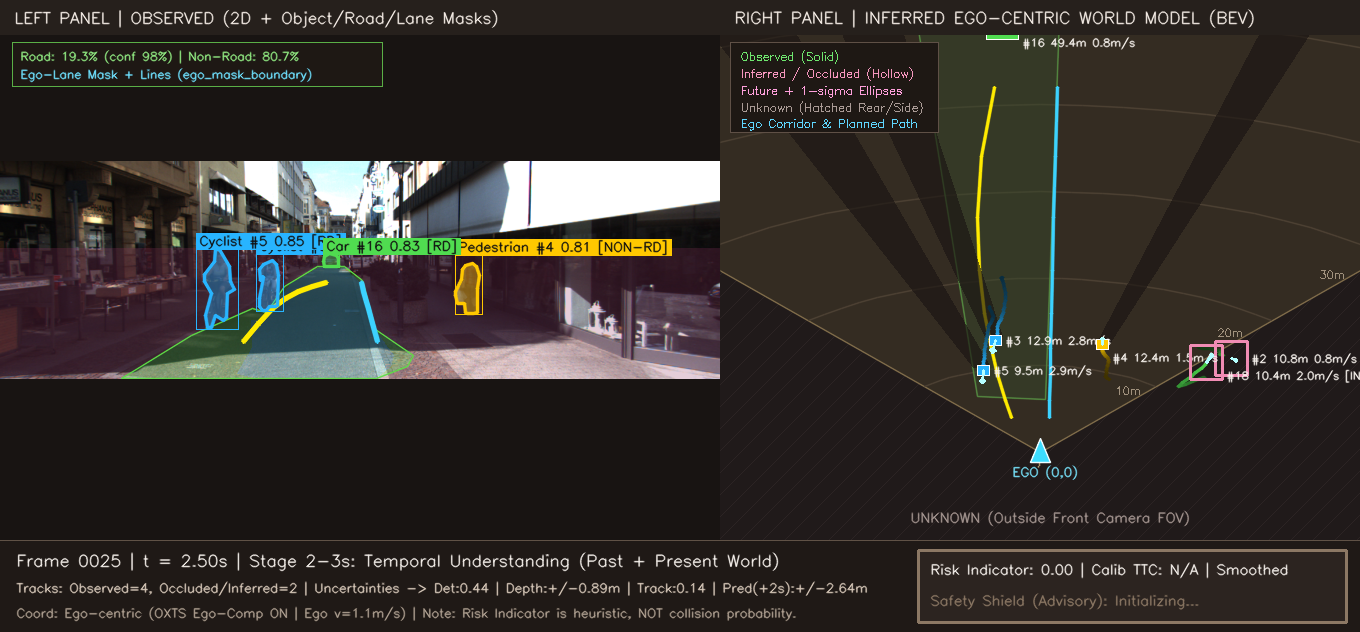 LEFT PANEL | OBSERVED (2D + Object/Road/Lane Masks)
RIGHT PANEL | INFERRED EGO-CENTRIC WORLD MODEL (BEV)
Road: 19.3% (conf 98%) | Non-Road: 80.7%
Ego-Lane Mask + Lines (ego_mask_boundary)
#16 49.4m 0.8m/s
Observed (Solid)
Inferred / Occluded (Hollow)
Future + 1-sigma Ellipses
Unknown (Hatched Rear/Side)
Ego Corridor & Planned Path
Cyclist #5 0.85
Car #16 0.83 [RD]
Pedestrian #4 0.81 [NON-RD]
30m
20m
#3 12.9m 2.8m/s
#4 12.4m 1.5m/s
#2 10.8m 0.8m/s
#5 9.5m 2.9m/s
#18 10.4m 2.0m/s [IN
10m
EGO (0,0)
UNKNOWN (Outside Front Camera FOV)
Frame 0025 | t = 2.50s | Stage 2-3s: Temporal Understanding (Past + Present World)
Tracks: Observed=4, Occluded/Inferred=2 | Uncertainties -> Det:0.44 | Depth:+/-0.89m | Track:0.14 | Pred(+2s):+/-2.64m
Coord: Ego-centric (OXTS Ego-Comp ON | Ego v=1.1m/s) | Note: Risk Indicator is heuristic, NOT collision probability.
Risk Indicator: 0.00 | Calib TTC: N/A | Smoothed
Safety Shield (Advisory): Initializing...